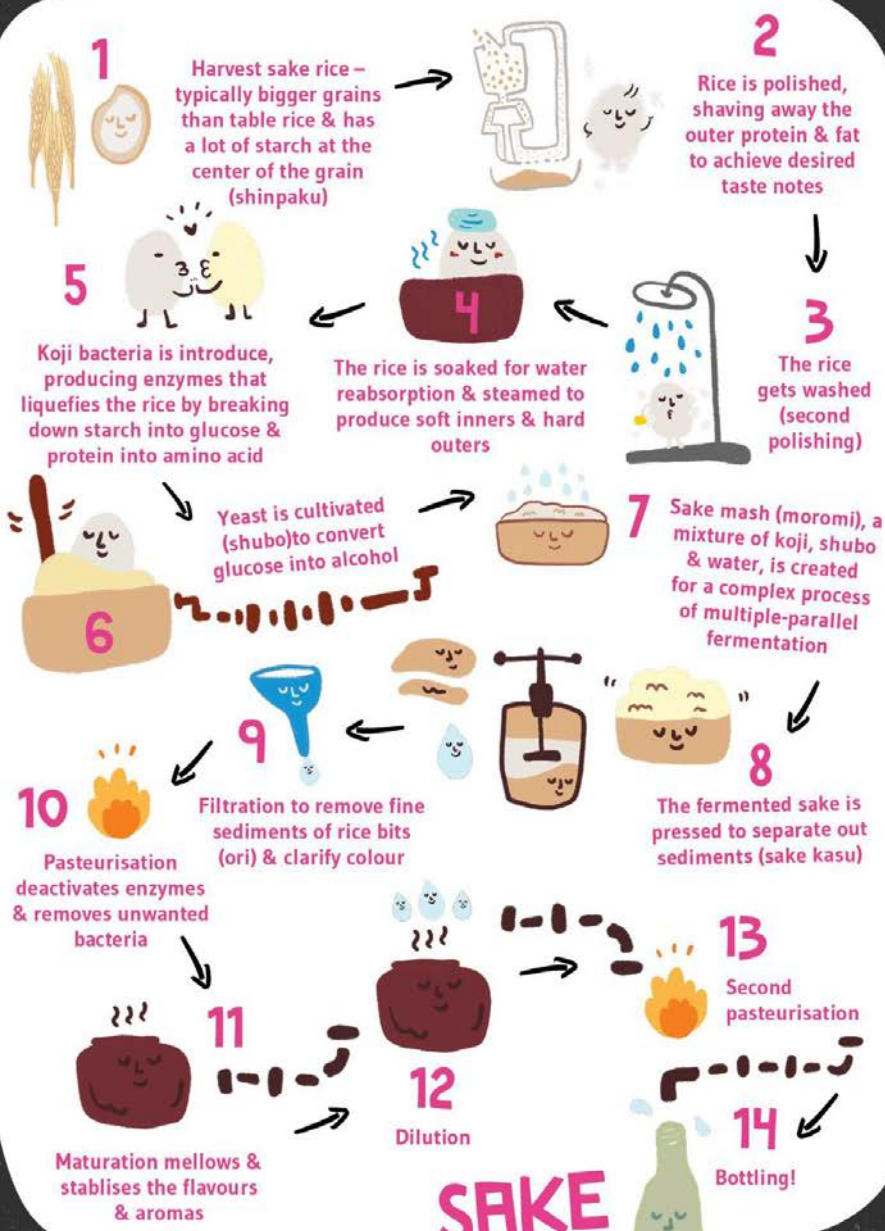 1
Harvest sake rice –
typically bigger grains
than table rice & has
a lot of starch at the
center of the grain
(shinpaku)
2
Rice is polished,
shaving away the
outer protein & fat
to achieve desired
taste notes
3
The rice
gets washed
(second
polishing)
4
The rice is soaked for water
reabsorption & steamed to
produce soft inners & hard
outers
5
Koji bacteria is introduce,
producing enzymes that
liquefies the rice by breaking
down starch into glucose &
protein into amino acid
6
Yeast is cultivated
(shubo)to convert
glucose into alcohol
7
Sake mash (moromi), a
mixture of koji, shubo
& water, is created
for a complex process
of multiple-parallel
fermentation
8
The fermented sake is
pressed to separate out
sediments (sake kasu)
9
Filtration to remove fine
sediments of rice bits
(ori) & clarify colour
10
Pasteurisation
deactivates enzymes
& removes unwanted
bacteria
11
Maturation mellows &
stablises the flavours
& aromas
12
Dilution
13
Second
pasteurisation
14
Bottling!
SAKE